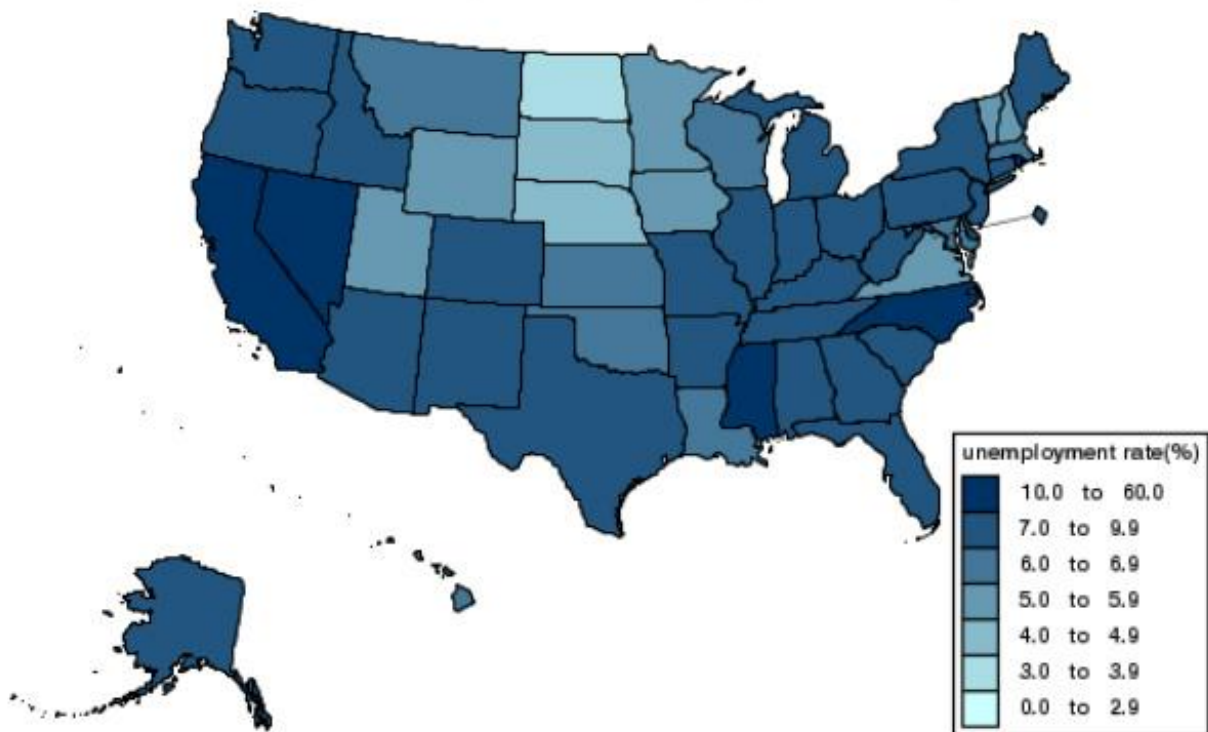 unemployment rate(%)
10.0 to 60.0
7.0 to 9.9
6.0 to 6.9
5.0 to 5.9
4.0 to 4.9
3.0 to 3.9
0.0 to 2.9